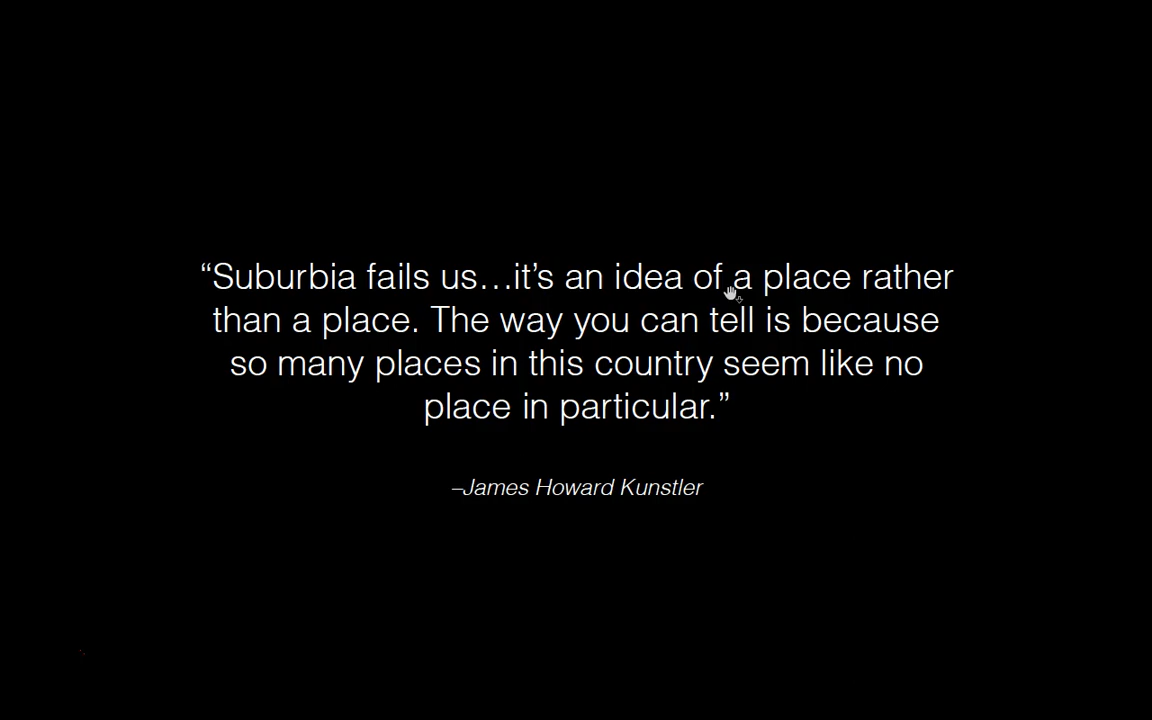 “Suburbia fails us…it’s an idea of a place rather
than a place. The way you can tell is because
so many places in this country seem like no
place in particular.”
–James Howard Kunstler